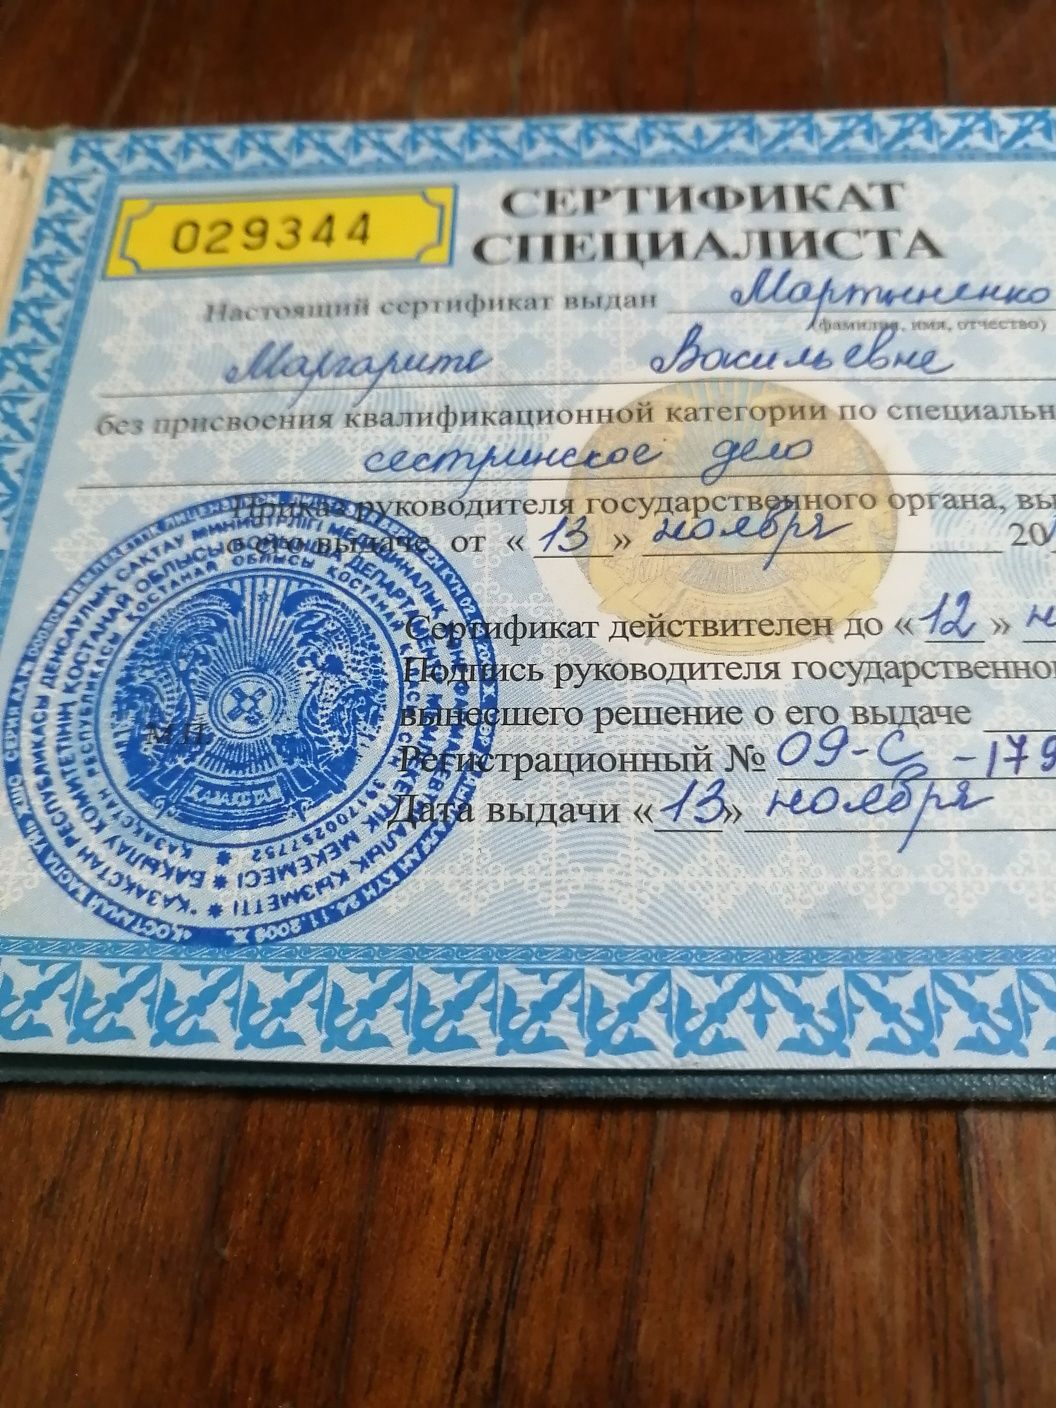 029344
СЕРТИФИКАТ
СПЕЦИАЛИСТА
Настоящий сертификат выдан Мартыненко
(фамилия, имя, отчество)
Маргарите Васильевне
без присвоения квалификационной категории по специальн
сестринское дело
Приказ руководителя государственного органа, вы
о его выдаче от «13» ноября 20
Сертификат действителен до «12» н
Подпись руководителя государственно
вынесшего решение о его выдаче
М.П.
Регистрационный № 09-С -179
Дата выдачи «13» ноября
ҚАЗАҚСТАН